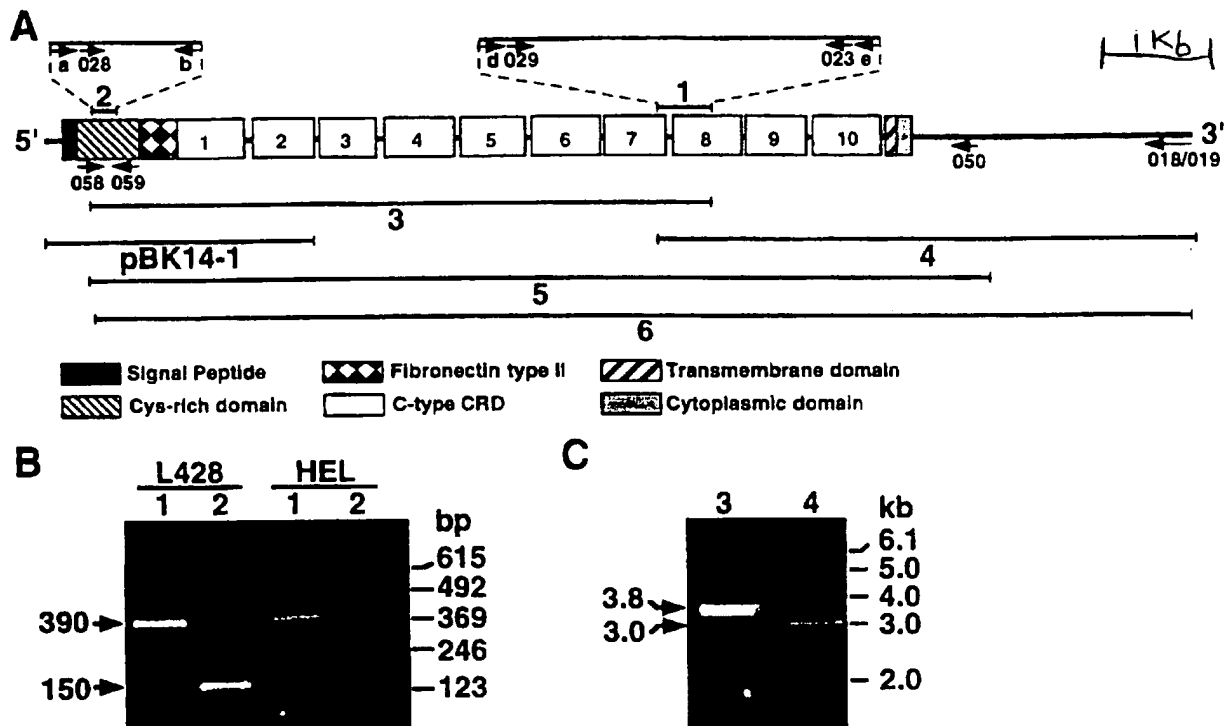 A
a 028 b
d 029 023 e
1 Kb
2
1
5' 1 2 3 4 5 6 7 8 9 10 3'
058 059
050
018/019
3
pBK14-1
4
5
6
Signal Peptide
Fibronectin type II
Transmembrane domain
Cys-rich domain
C-type CRD
Cytoplasmic domain
B
L428 HEL
1 2 1 2 bp
615
492
390 369
246
150 123
C
3 4 kb
6.1
5.0
3.8 4.0
3.0 3.0
2.0